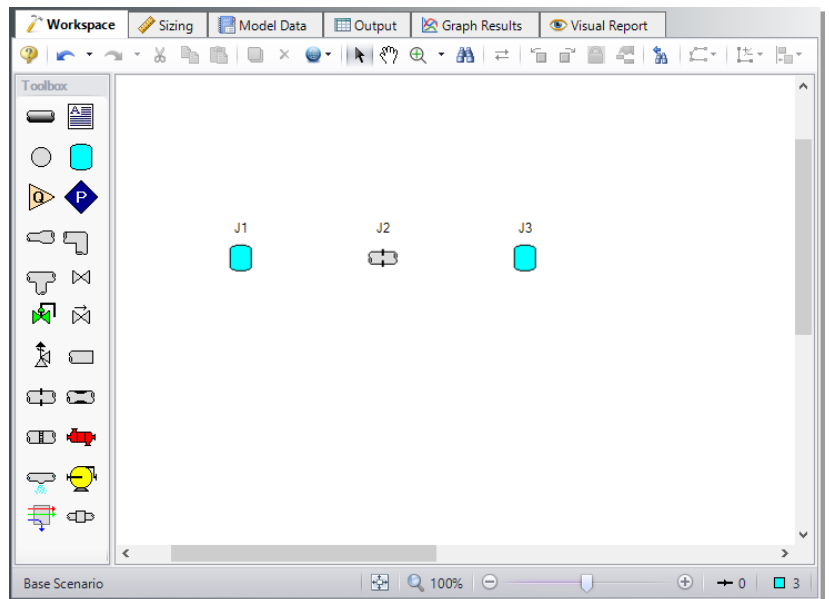 Workspace Sizing Model Data Output Graph Results Visual Report
Toolbox
A
Q P
J1 J2 J3
Base Scenario 100% 0 3